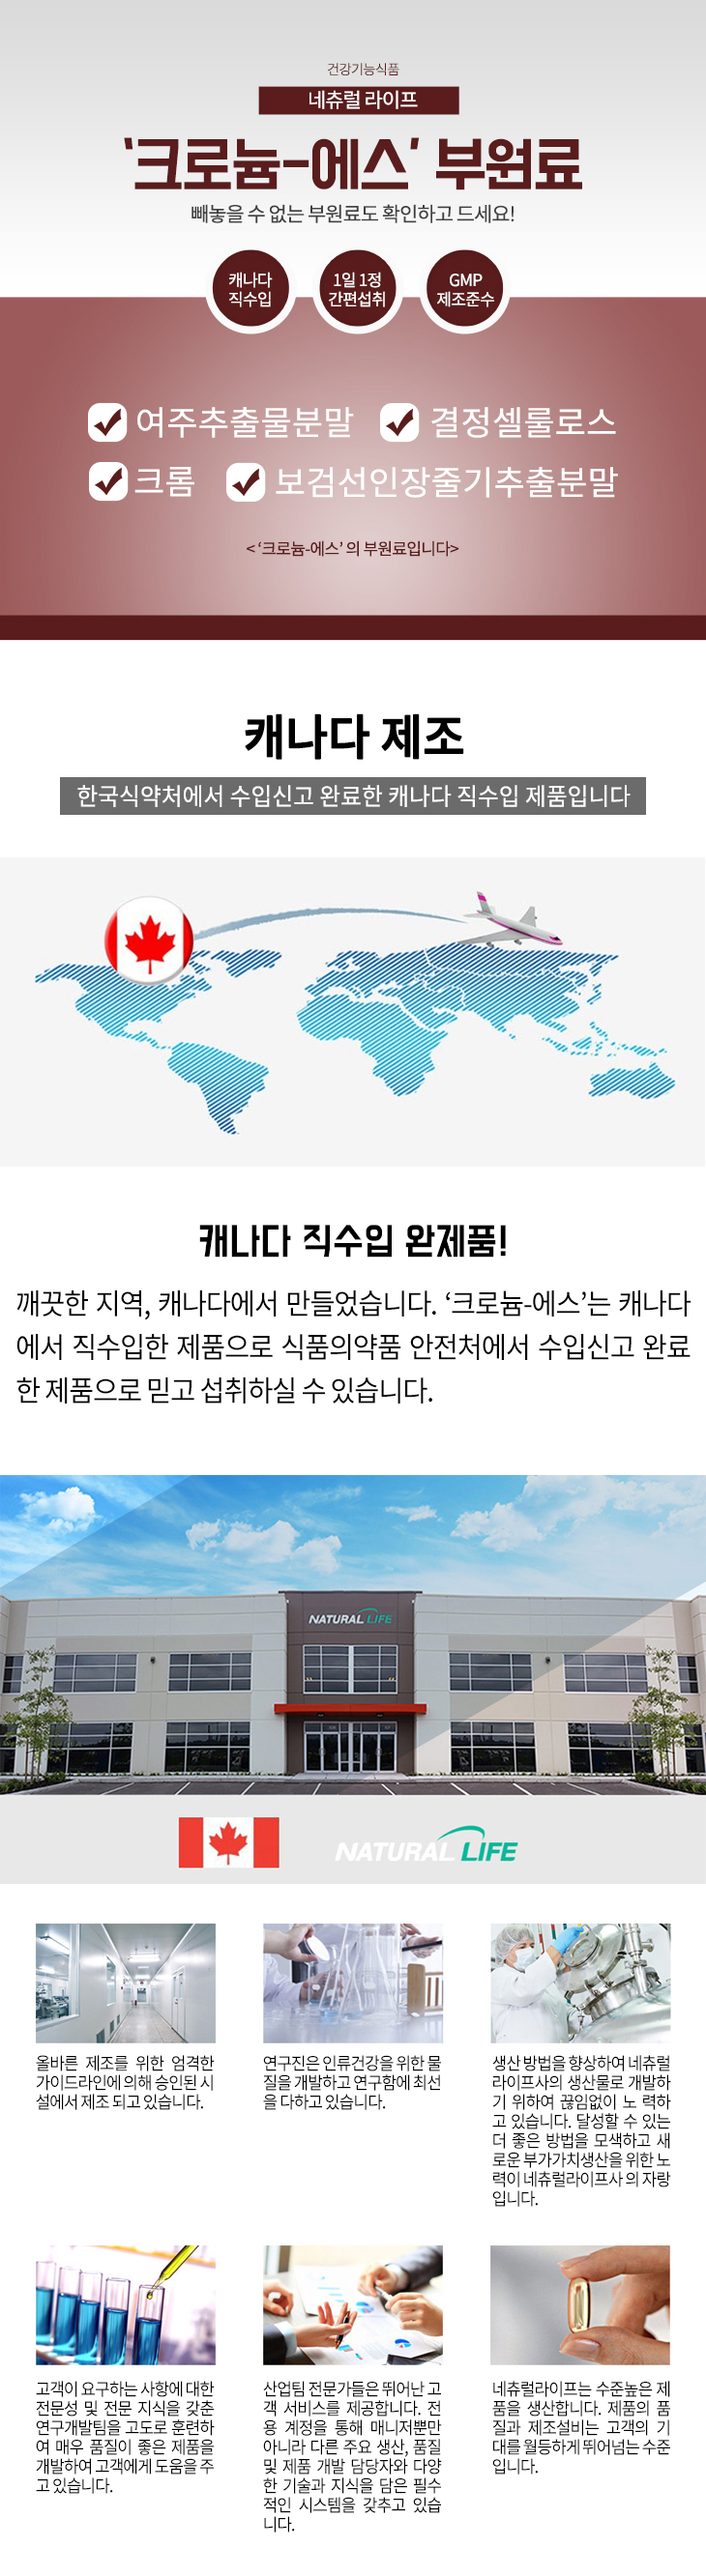 건강기능식품
네츄럴 라이프
‘크로늄-에스’ 부원료
빼놓을 수 없는 부원료도 확인하고 드세요!
캐나다
직수입
1일 1정
간편섭취
GMP
제조준수
여주추출물분말 결정셀룰로스
크롬 보검선인장줄기추출분말
< ‘크로늄-에스’ 의 부원료입니다>
캐나다 제조
한국식약처에서 수입신고 완료한 캐나다 직수입 제품입니다
캐나다 직수입 완제품!
깨끗한 지역, 캐나다에서 만들었습니다. ‘크로늄-에스’는 캐나다
에서 직수입한 제품으로 식품의약품 안전처에서 수입신고 완료
한 제품으로 믿고 섭취하실 수 있습니다.
NATURAL LIFE
NATURAL LIFE
올바른 제조를 위한 엄격한
가이드라인에 의해 승인된 시
설에서 제조 되고 있습니다.
연구진은 인류건강을 위한 물
질을 개발하고 연구함에 최선
을 다하고 있습니다.
생산 방법을 향상하여 네츄럴
라이프사의 생산물로 개발하
기 위하여 끊임없이 노 력하
고 있습니다. 달성할 수 있는
더 좋은 방법을 모색하고 새
로운 부가가치생산을 위한 노
력이 네츄럴라이프사 의 자랑
입니다.
고객이 요구하는 사항에 대한
전문성 및 전문 지식을 갖춘
연구개발팀을 고도로 훈련하
여 매우 품질이 좋은 제품을
개발하여 고객에게 도움을 주
고 있습니다.
산업팀 전문가들은 뛰어난 고
객 서비스를 제공합니다. 전
용 계정을 통해 매니저뿐만
아니라 다른 주요 생산, 품질
및 제품 개발 담당자와 다양
한 기술과 지식을 담은 필수
적인 시스템을 갖추고 있습
니다.
네츄럴라이프는 수준높은 제
품을 생산합니다. 제품의 품
질과 제조설비는 고객의 기
대를 월등하게 뛰어넘는 수준
입니다.